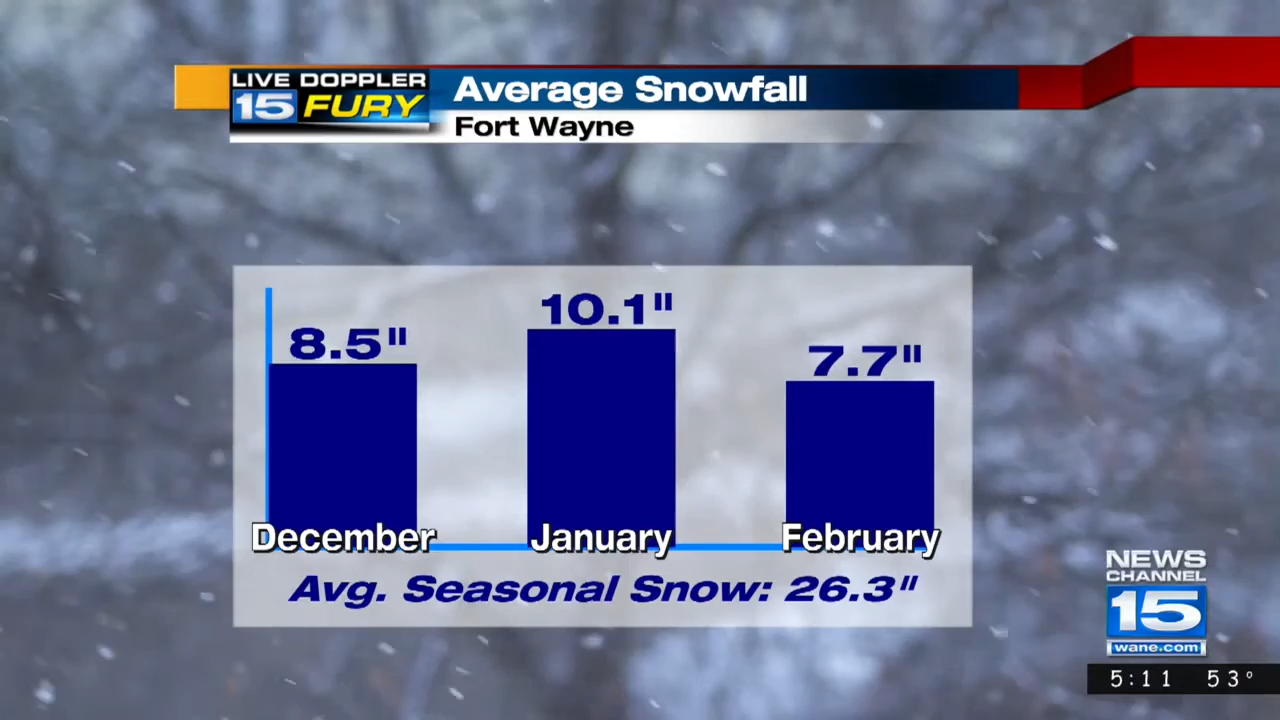 LIVE DOPPLER
15 FURY
Average Snowfall
Fort Wayne
8.5"
10.1"
7.7"
December
January
February
Avg. Seasonal Snow: 26.3"
NEWS
CHANNEL
15
wane.com
5:11 53°